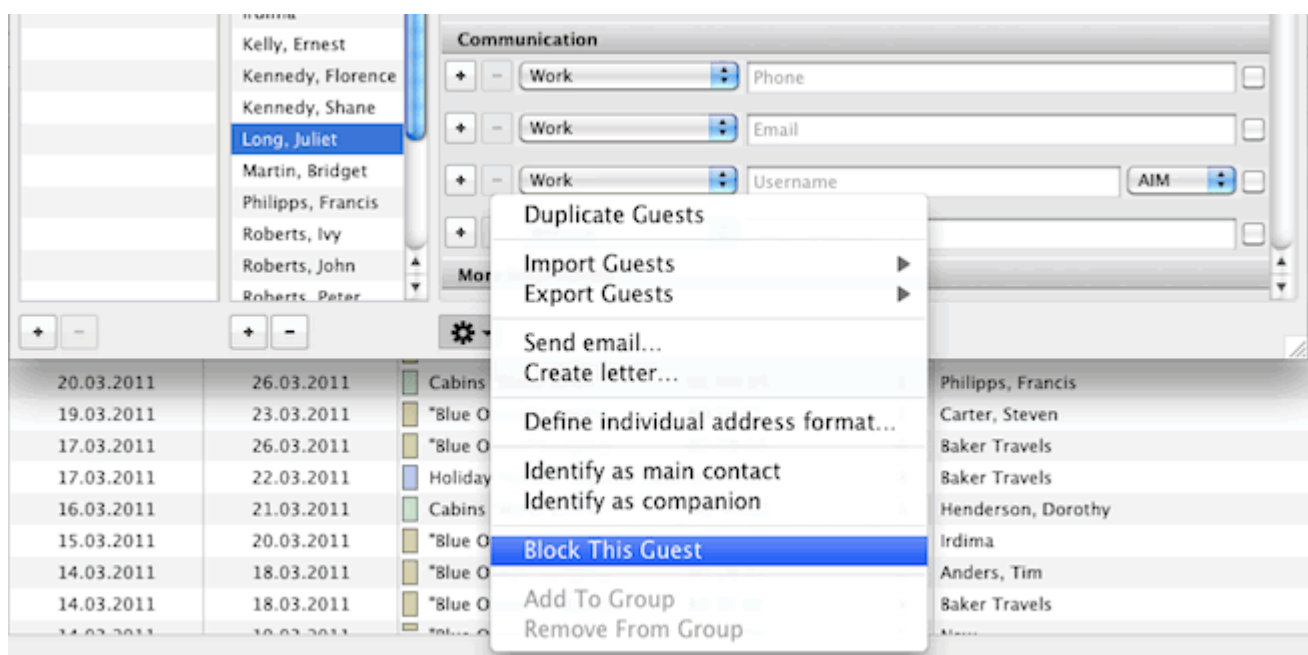 Kelly, Ernest
Kennedy, Florence
Kennedy, Shane
Long, Juliet
Martin, Bridget
Philipps, Francis
Roberts, Ivy
Roberts, John
Roberts, Peter
Communication
+ - Work Phone
+ - Work Email
+ - Work Username AIM
+
Mor
+ - + -
Duplicate Guests
Import Guests
Export Guests
Send email...
Create letter...
Define individual address format...
Identify as main contact
Identify as companion
Block This Guest
Add To Group
Remove From Group
20.03.2011 26.03.2011 Cabins Philipps, Francis
19.03.2011 23.03.2011 "Blue O Carter, Steven
17.03.2011 26.03.2011 "Blue O Baker Travels
17.03.2011 22.03.2011 Holiday Baker Travels
16.03.2011 21.03.2011 Cabins Henderson, Dorothy
15.03.2011 20.03.2011 "Blue O Irdima
14.03.2011 18.03.2011 "Blue O Anders, Tim
14.03.2011 18.03.2011 "Blue O Baker Travels